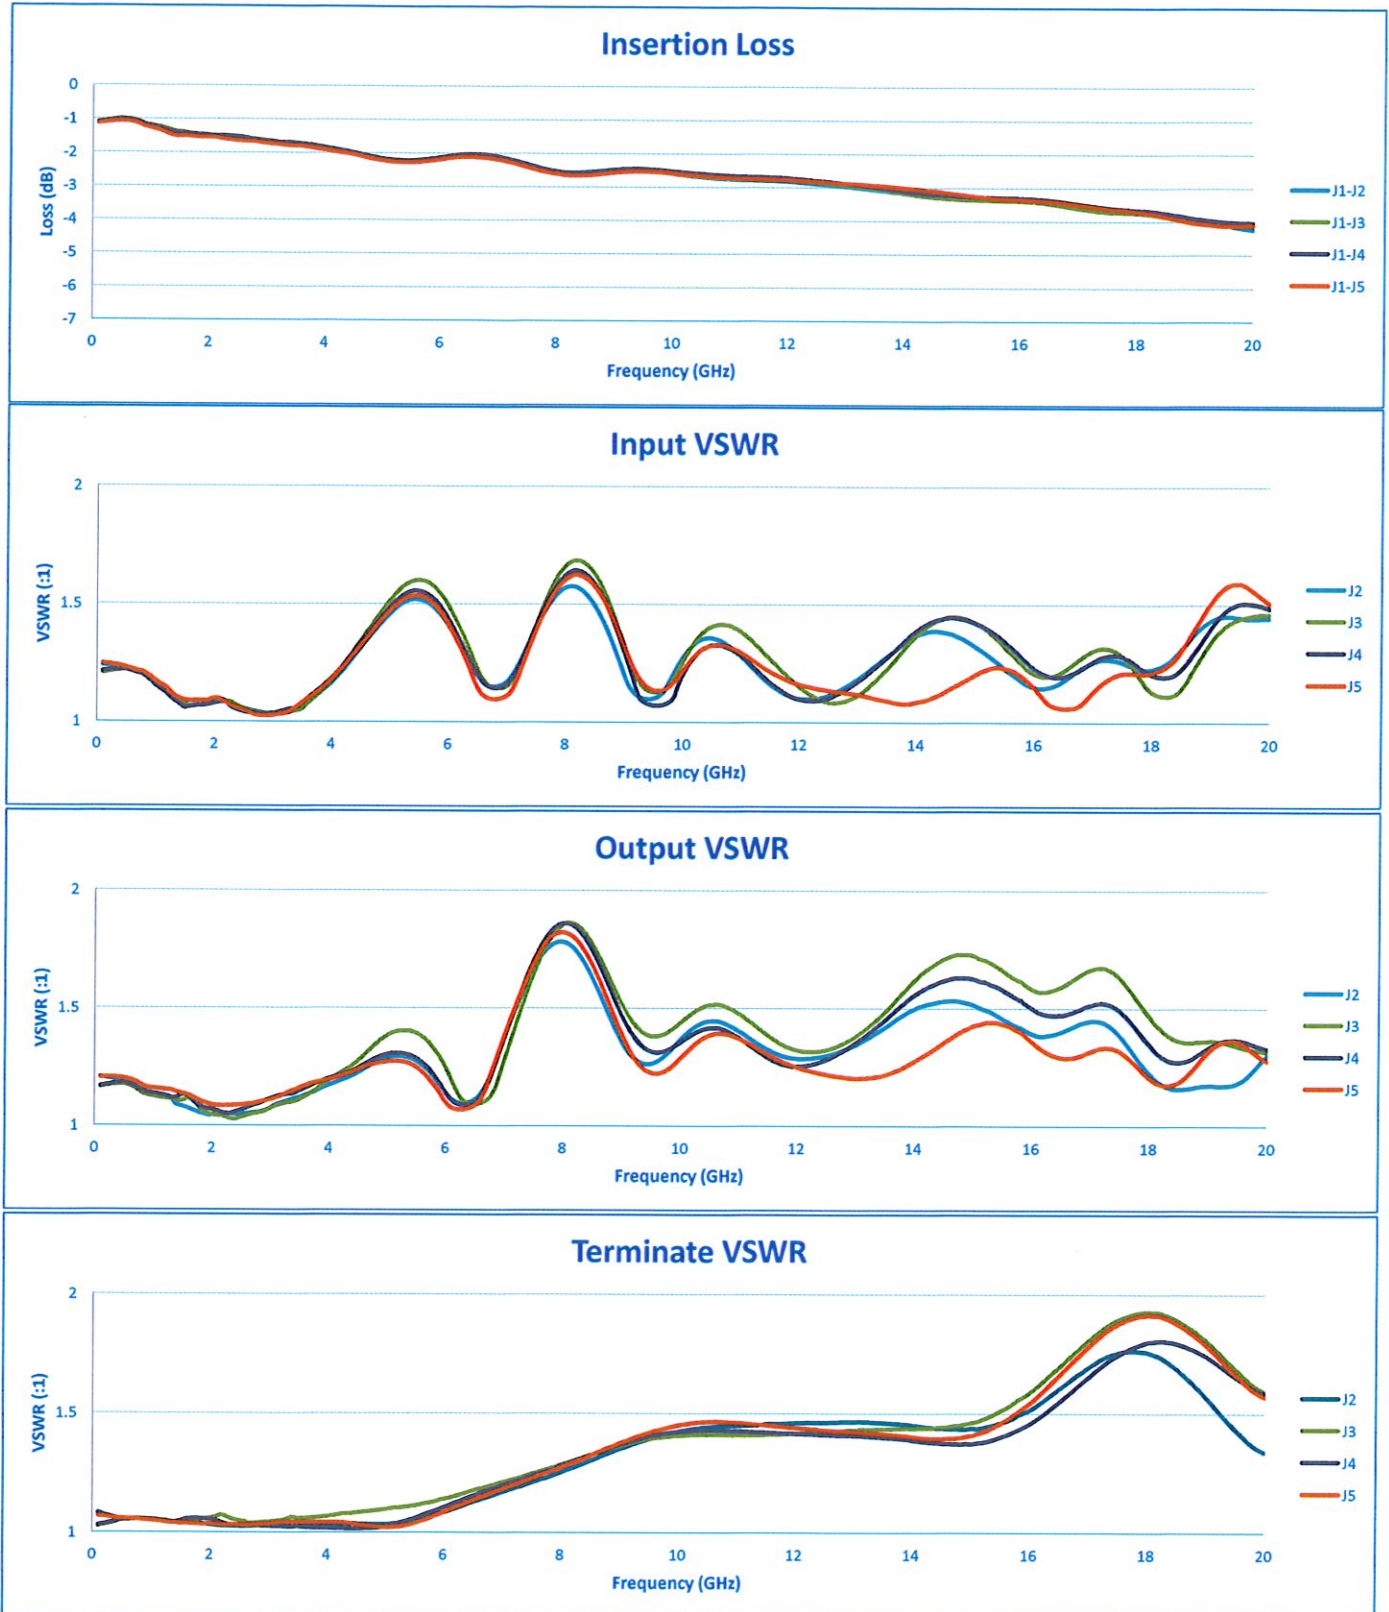 Insertion Loss
0
-1
-2
-3
-4
-5
-6
-7
Loss (dB)
0 2 4 6 8 10 12 14 16 18 20
Frequency (GHz)
J1-J2
J1-J3
J1-J4
J1-J5
Input VSWR
2
1.5
1
VSWR (:1)
0 2 4 6 8 10 12 14 16 18 20
Frequency (GHz)
J2
J3
J4
J5
Output VSWR
2
1.5
1
VSWR (:1)
0 2 4 6 8 10 12 14 16 18 20
Frequency (GHz)
J2
J3
J4
J5
Terminate VSWR
2
1.5
1
VSWR (:1)
0 2 4 6 8 10 12 14 16 18 20
Frequency (GHz)
J2
J3
J4
J5